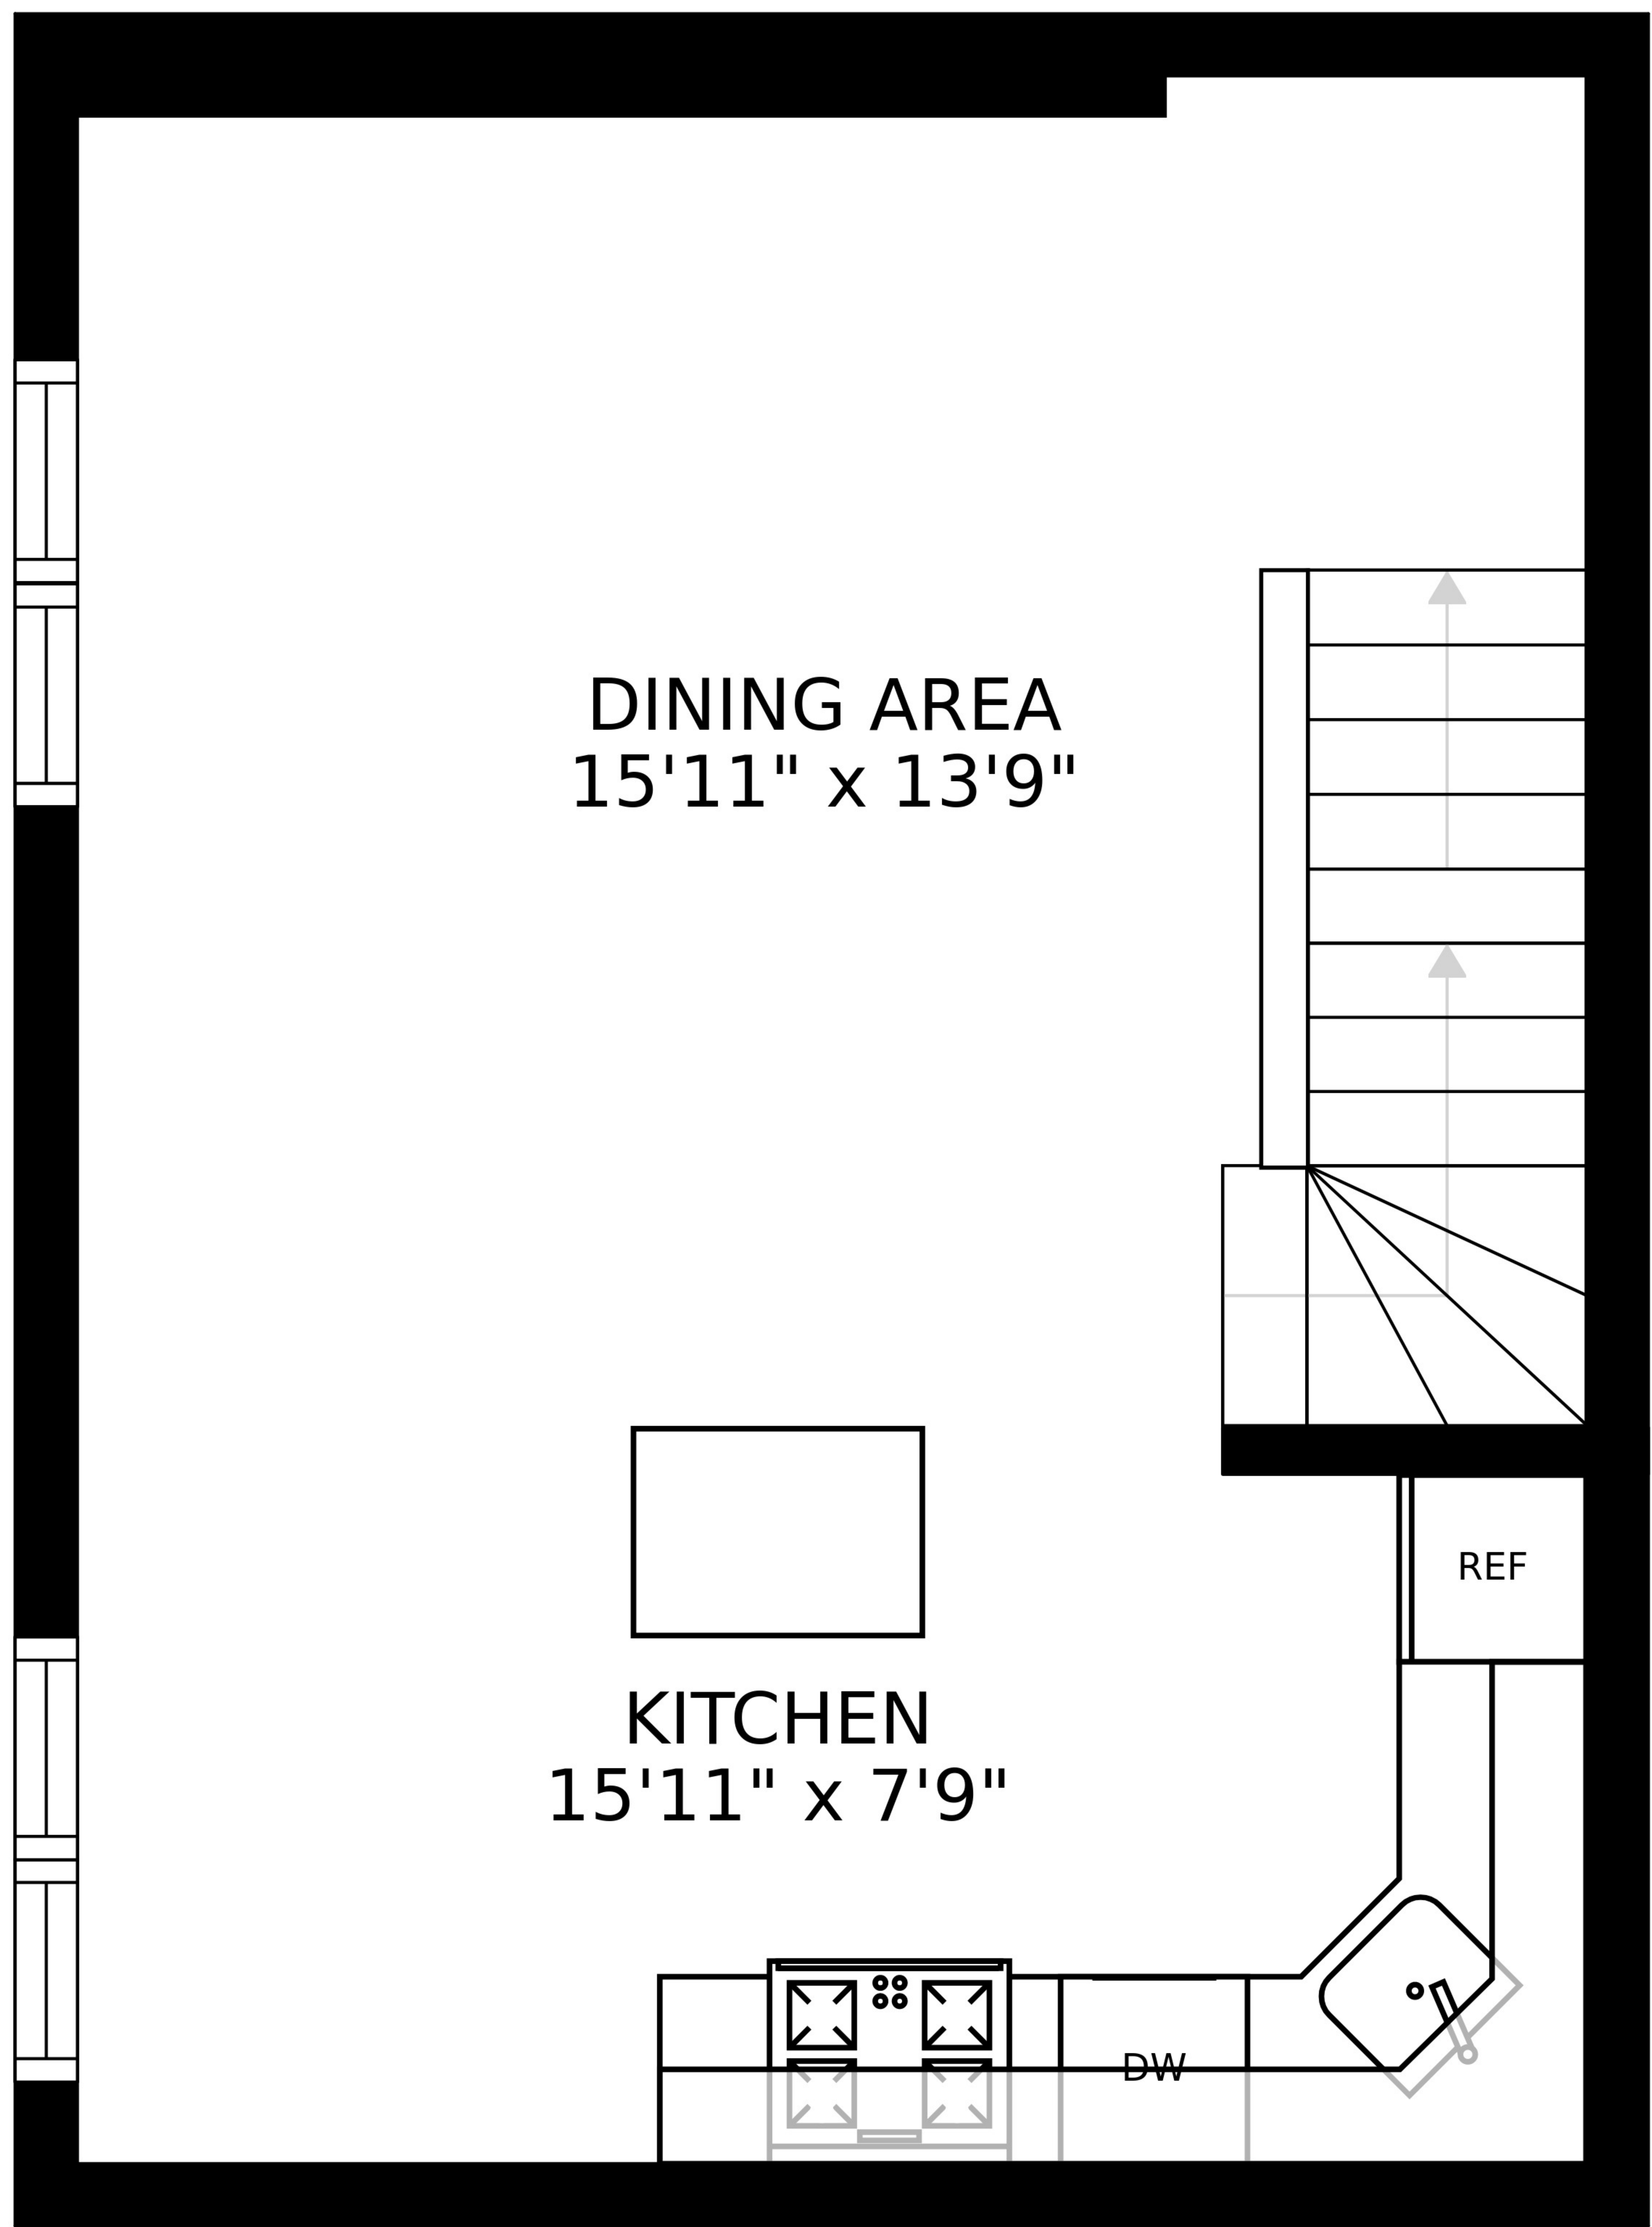 DINING AREA
15'11" x 13'9"
REF
KITCHEN
15'11" x 7'9"
DW